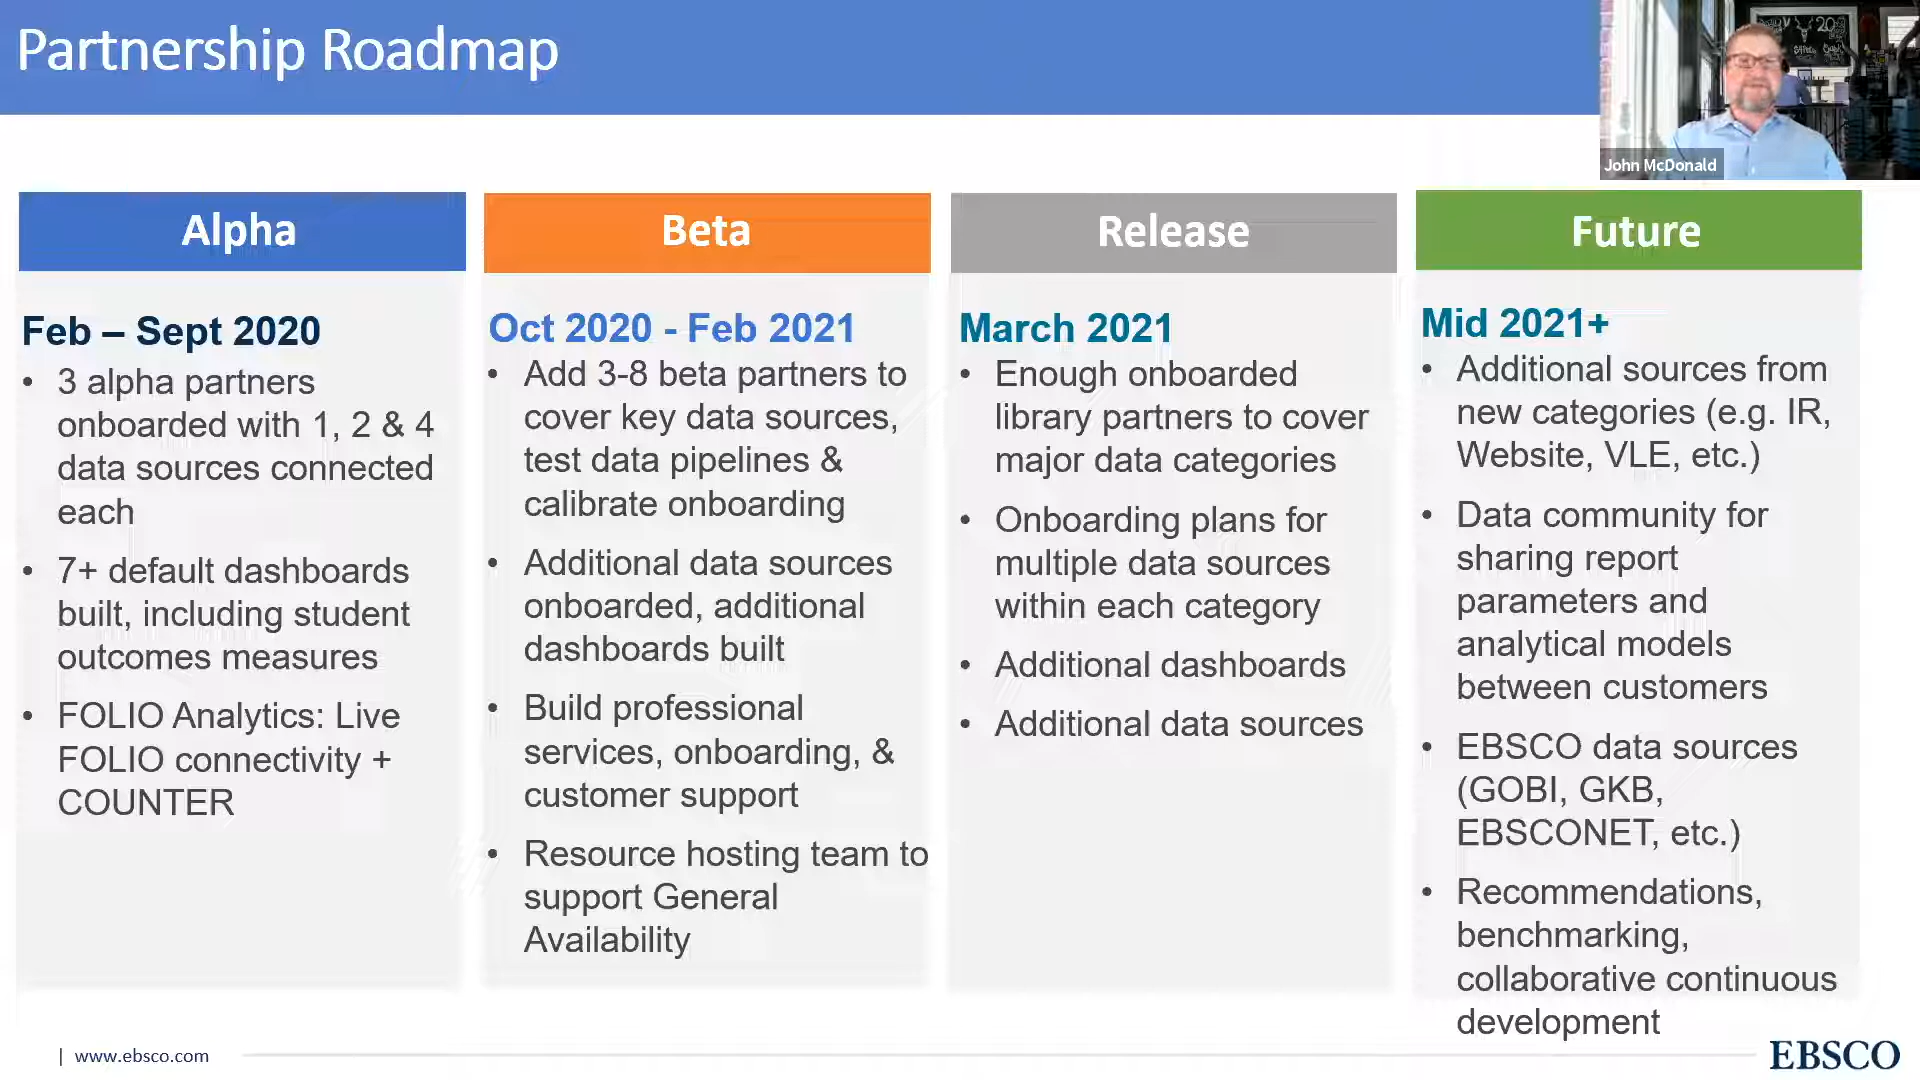 Partnership Roadmap
John McDonald
Alpha
Feb – Sept 2020
• 3 alpha partners
onboarded with 1, 2 & 4
data sources connected
each
• 7+ default dashboards
built, including student
outcomes measures
• FOLIO Analytics: Live
FOLIO connectivity +
COUNTER
Beta
Oct 2020 - Feb 2021
• Add 3-8 beta partners to
cover key data sources,
test data pipelines &
calibrate onboarding
• Additional data sources
onboarded, additional
dashboards built
• Build professional
services, onboarding, &
customer support
• Resource hosting team to
support General
Availability
Release
March 2021
• Enough onboarded
library partners to cover
major data categories
• Onboarding plans for
multiple data sources
within each category
• Additional dashboards
• Additional data sources
Future
Mid 2021+
• Additional sources from
new categories (e.g. IR,
Website, VLE, etc.)
• Data community for
sharing report
parameters and
analytical models
between customers
• EBSCO data sources
(GOBI, GKB,
EBSCONET, etc.)
• Recommendations,
benchmarking,
collaborative continuous
development
| www.ebsco.com
EBSCO